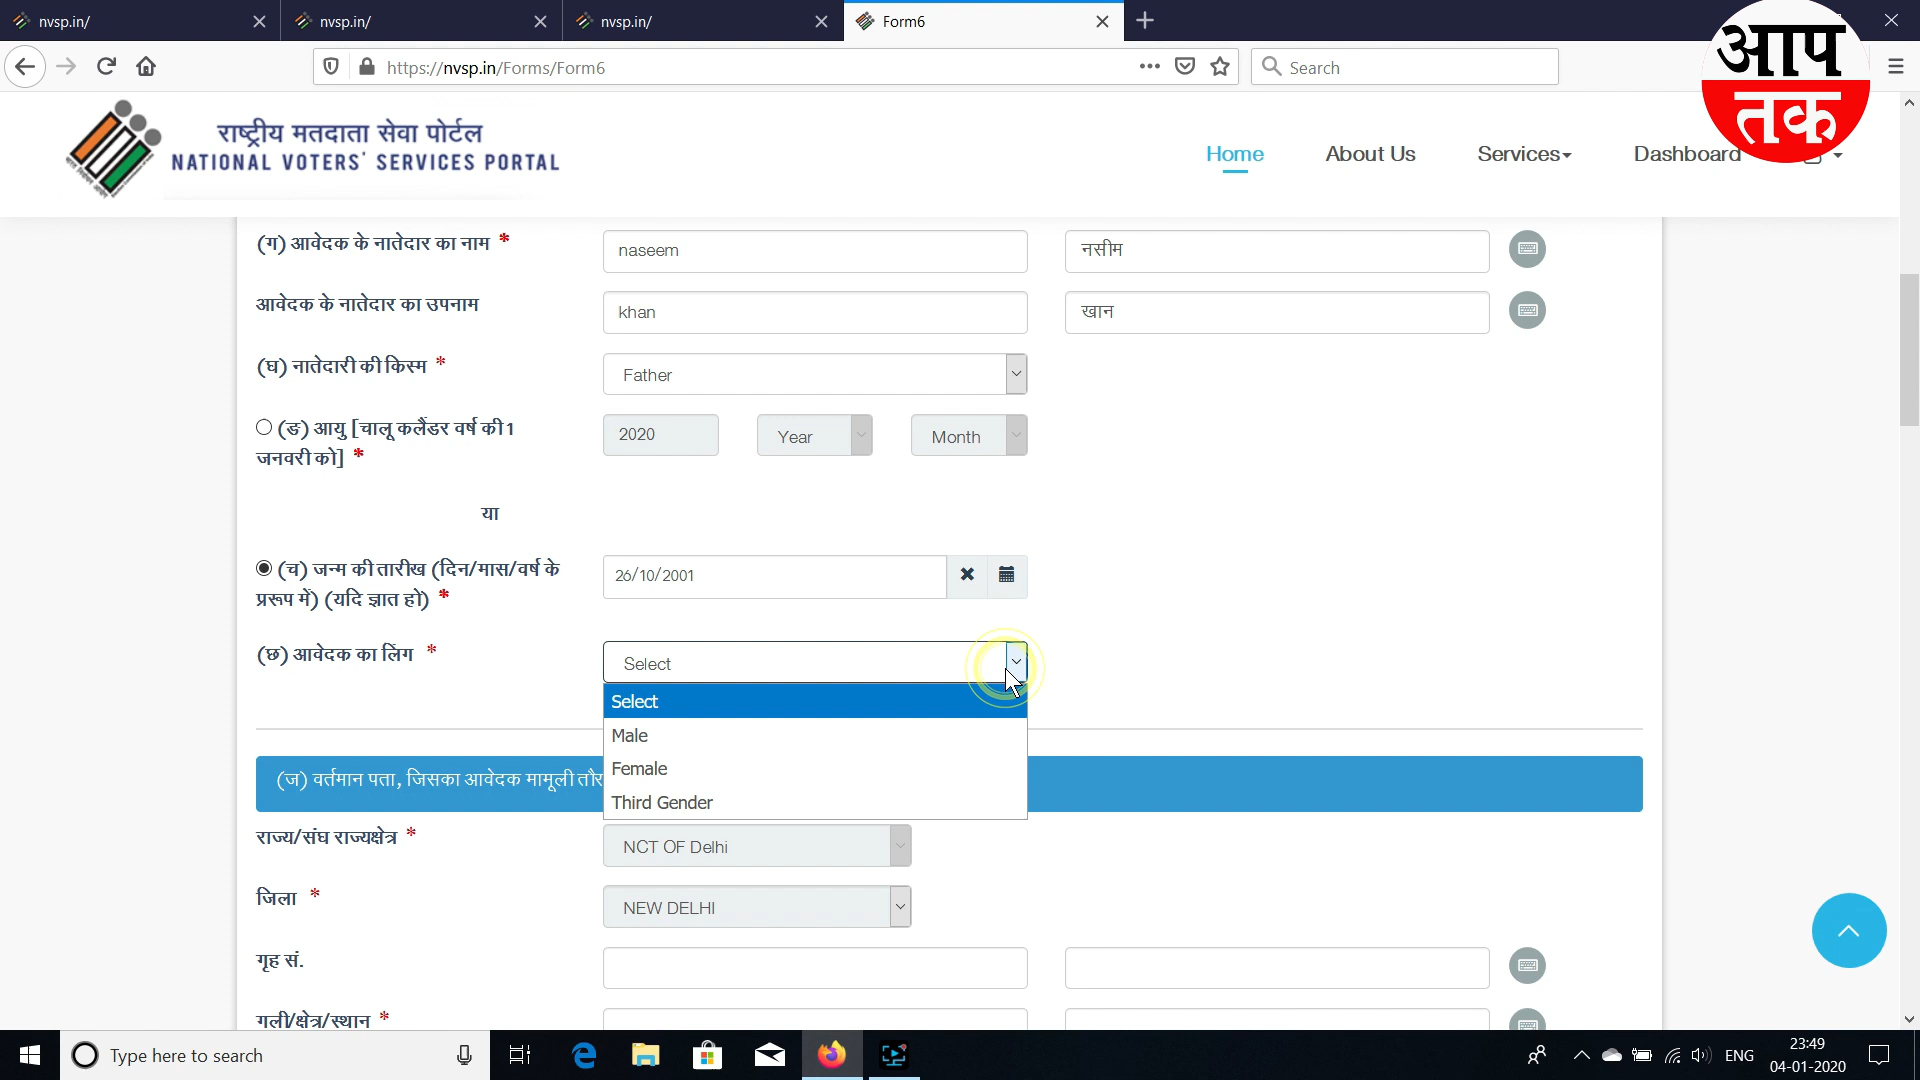 nvsp.in/
nvsp.in/
nvsp.in/
Form6
https://nvsp.in/Forms/Form6
Search
आप
तक
राष्ट्रीय मतदाता सेवा पोर्टल
NATIONAL VOTERS' SERVICES PORTAL
Home
About Us
Services
Dashboard
(ग) आवेदक के नातेदार का नाम *
naseem
नसीम
आवेदक के नातेदार का उपनाम
khan
खान
(घ) नातेदारी की किस्म *
Father
(ङ) आयु [चालू कलैंडर वर्ष की 1
जनवरी को] *
2020
Year
Month
या
(च) जन्म की तारीख (दिन/मास/वर्ष के
प्ररूप में) (यदि ज्ञात हो) *
26/10/2001
(छ) आवेदक का लिंग *
Select
Select
Male
Female
Third Gender
(ज) वर्तमान पता, जिसका आवेदक मामूली तौर
राज्य/संघ राज्यक्षेत्र *
NCT OF Delhi
जिला *
NEW DELHI
गृह सं.
गली/क्षेत्र/स्थान *
Type here to search
ENG
23:49
04-01-2020